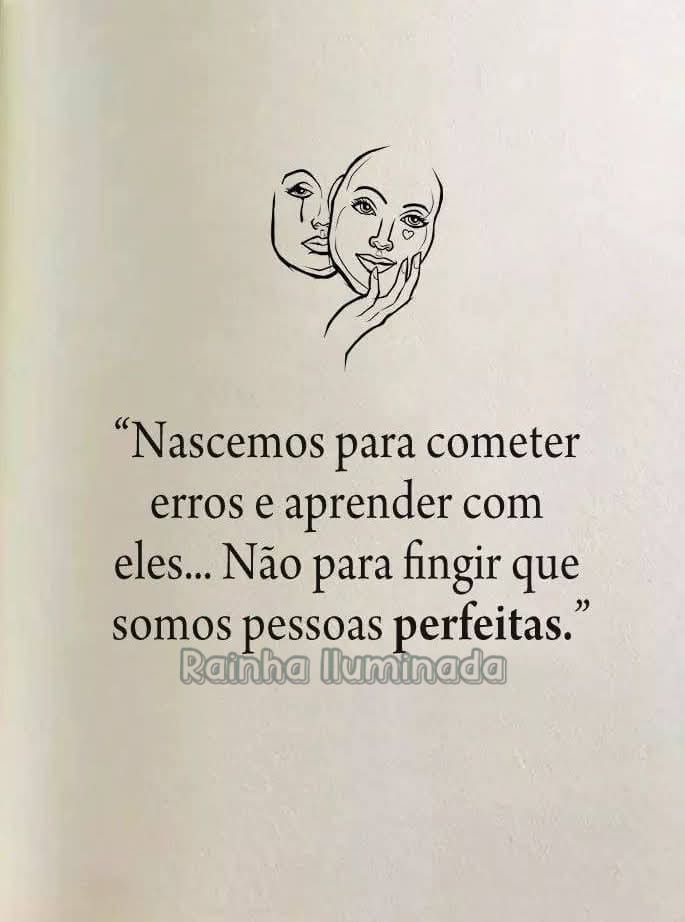 “Nascemos para cometer
erros e aprender com
eles... Não para fingir que
somos pessoas perfeitas.”
Rainha Iluminada